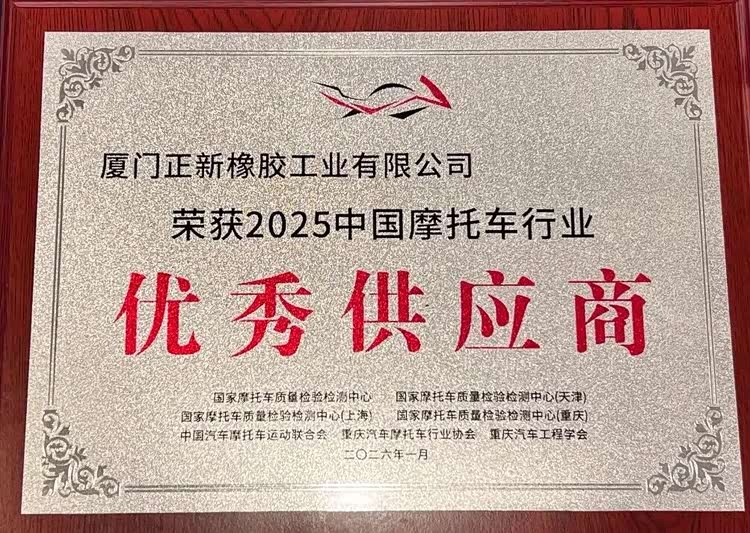 厦门正新橡胶工业有限公司
荣获2025中国摩托车行业
优秀供应商
国家摩托车质量检验检测中心 国家摩托车质量检验检测中心(天津)
国家摩托车质量检验检测中心(上海) 国家摩托车质量检验检测中心(重庆)
中国汽车摩托车运动联合会 重庆汽车摩托车行业协会 重庆汽车工程学会
二〇二六年一月